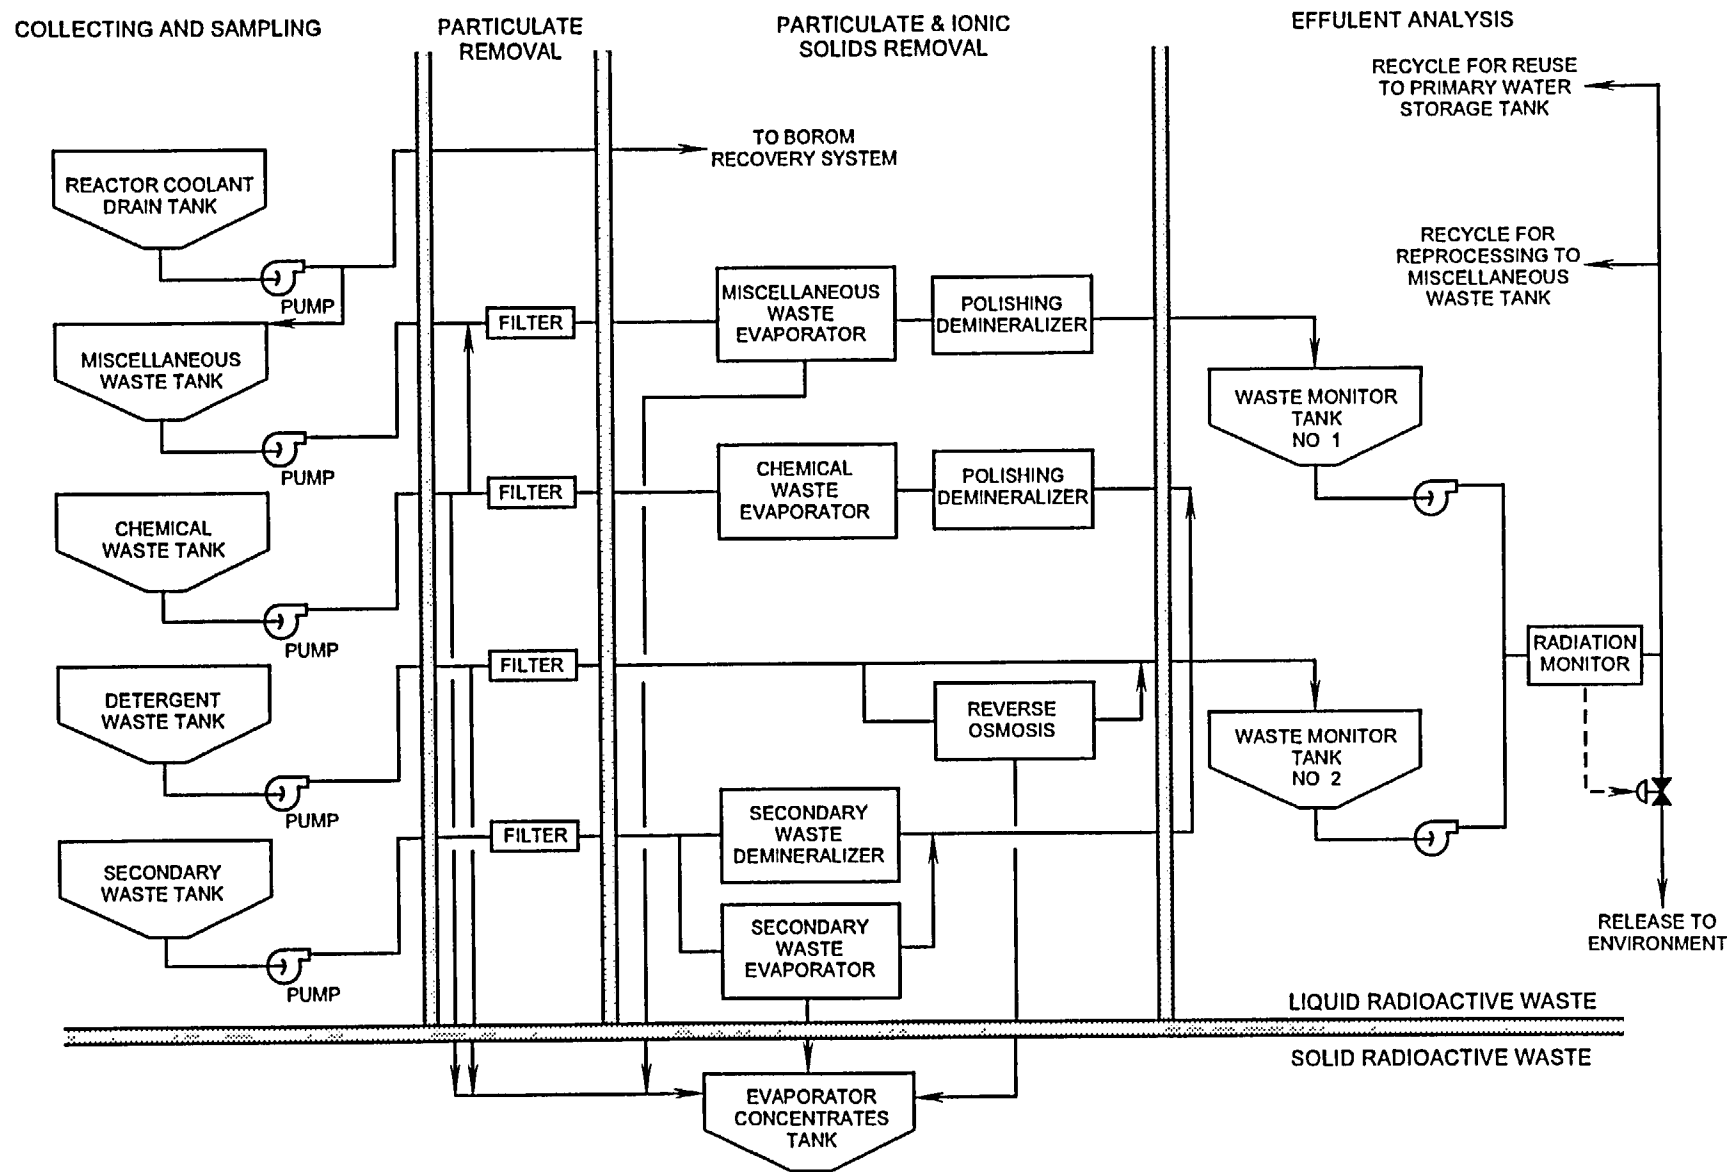 COLLECTING AND SAMPLING
PARTICULATE
REMOVAL
PARTICULATE & IONIC
SOLIDS REMOVAL
EFFULENT ANALYSIS
RECYCLE FOR REUSE
TO PRIMARY WATER
STORAGE TANK
TO BOROM
RECOVERY SYSTEM
REACTOR COOLANT
DRAIN TANK
PUMP
RECYCLE FOR
REPROCESSING TO
MISCELLANEOUS
WASTE TANK
MISCELLANEOUS
WASTE TANK
PUMP
FILTER
MISCELLANEOUS
WASTE
EVAPORATOR
POLISHING
DEMINERALIZER
WASTE MONITOR
TANK
NO 1
CHEMICAL
WASTE TANK
PUMP
FILTER
CHEMICAL
WASTE
EVAPORATOR
POLISHING
DEMINERALIZER
DETERGENT
WASTE TANK
PUMP
FILTER
REVERSE
OSMOSIS
WASTE MONITOR
TANK
NO 2
RADIATION
MONITOR
SECONDARY
WASTE TANK
PUMP
FILTER
SECONDARY
WASTE
DEMINERALIZER
SECONDARY
WASTE
EVAPORATOR
RELEASE TO
ENVIRONMENT
LIQUID RADIOACTIVE WASTE
SOLID RADIOACTIVE WASTE
EVAPORATOR
CONCENTRATES
TANK